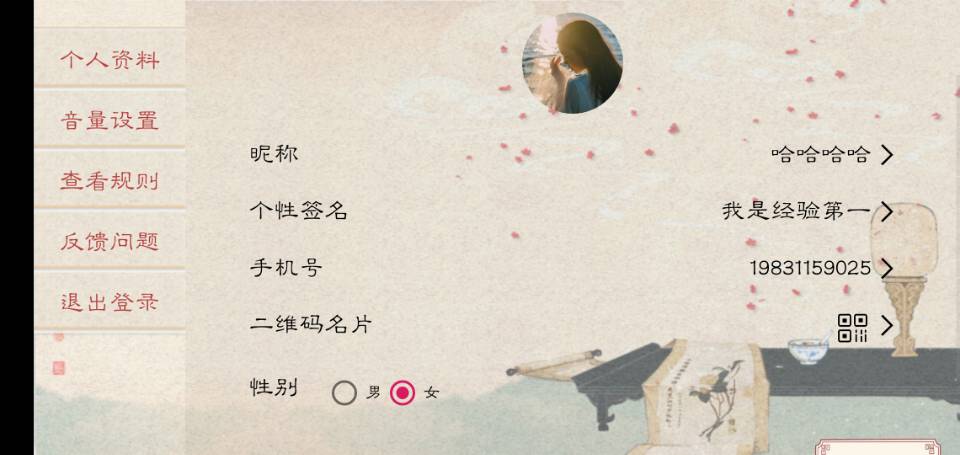 个人资料
音量设置
查看规则
反馈问题
退出登录
昵称 哈哈哈哈
个性签名 我是经验第一
手机号 19831159025
二维码名片
性别 男 女